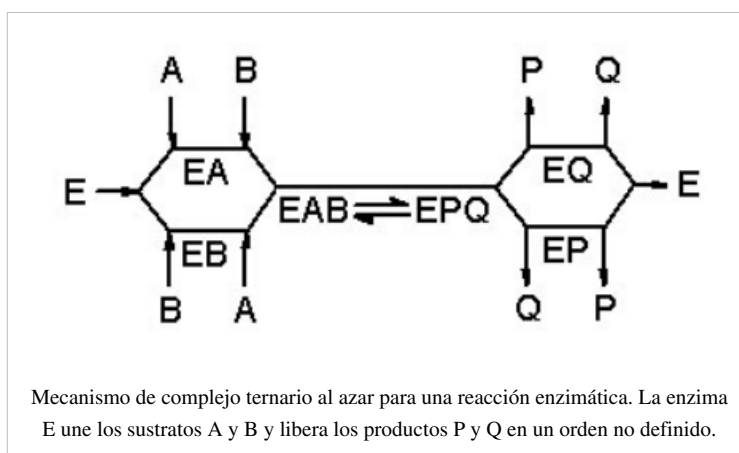 A B P Q
E EA EAB EPQ EQ E
EB EP
B A Q P
Mecanismo de complejo ternario al azar para una reacción enzimática. La enzima
E une los sustratos A y B y libera los productos P y Q en un orden no definido.